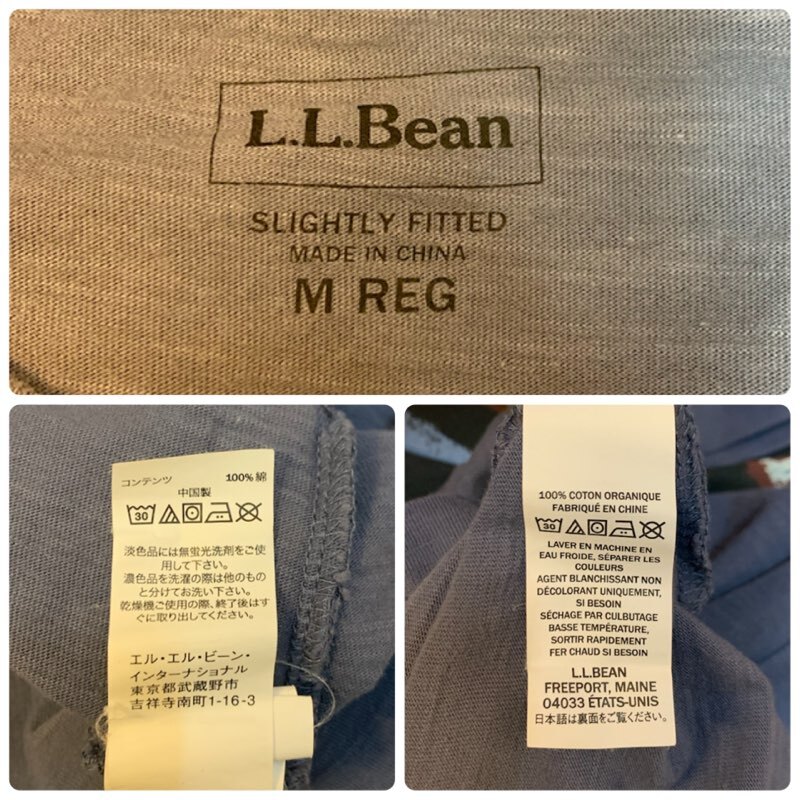 L.L.Bean
SLIGHTLY FITTED
MADE IN CHINA
M REG
コンテンツ 100% 綿
中国製
30
淡色品には無蛍光洗剤をご使
用して下さい。
濃色品を洗濯の際は他のもの
と分けてお洗い下さい。
乾燥機ご使用の際、終了後はす
ぐに取り出してください。
エル・エル・ビーン・
インターナショナル
東京都武蔵野市
吉祥寺南町1-16-3
100% COTON ORGANIQUE
FABRIQUÉ EN CHINE
30
LAVER EN MACHINE EN
EAU FROIDE, SÉPARER LES
COULEURS
AGENT BLANCHISSANT NON
DÉCOLORANT UNIQUEMENT,
SI BESOIN
SÉCHAGE PAR CULBUTAGE
BASSE TEMPÉRATURE,
SORTIR RAPIDEMENT
FER CHAUD SI BESOIN
L.L.BEAN
FREEPORT, MAINE
04033 ÉTATS-UNIS
日本語は裏面をご覧ください。